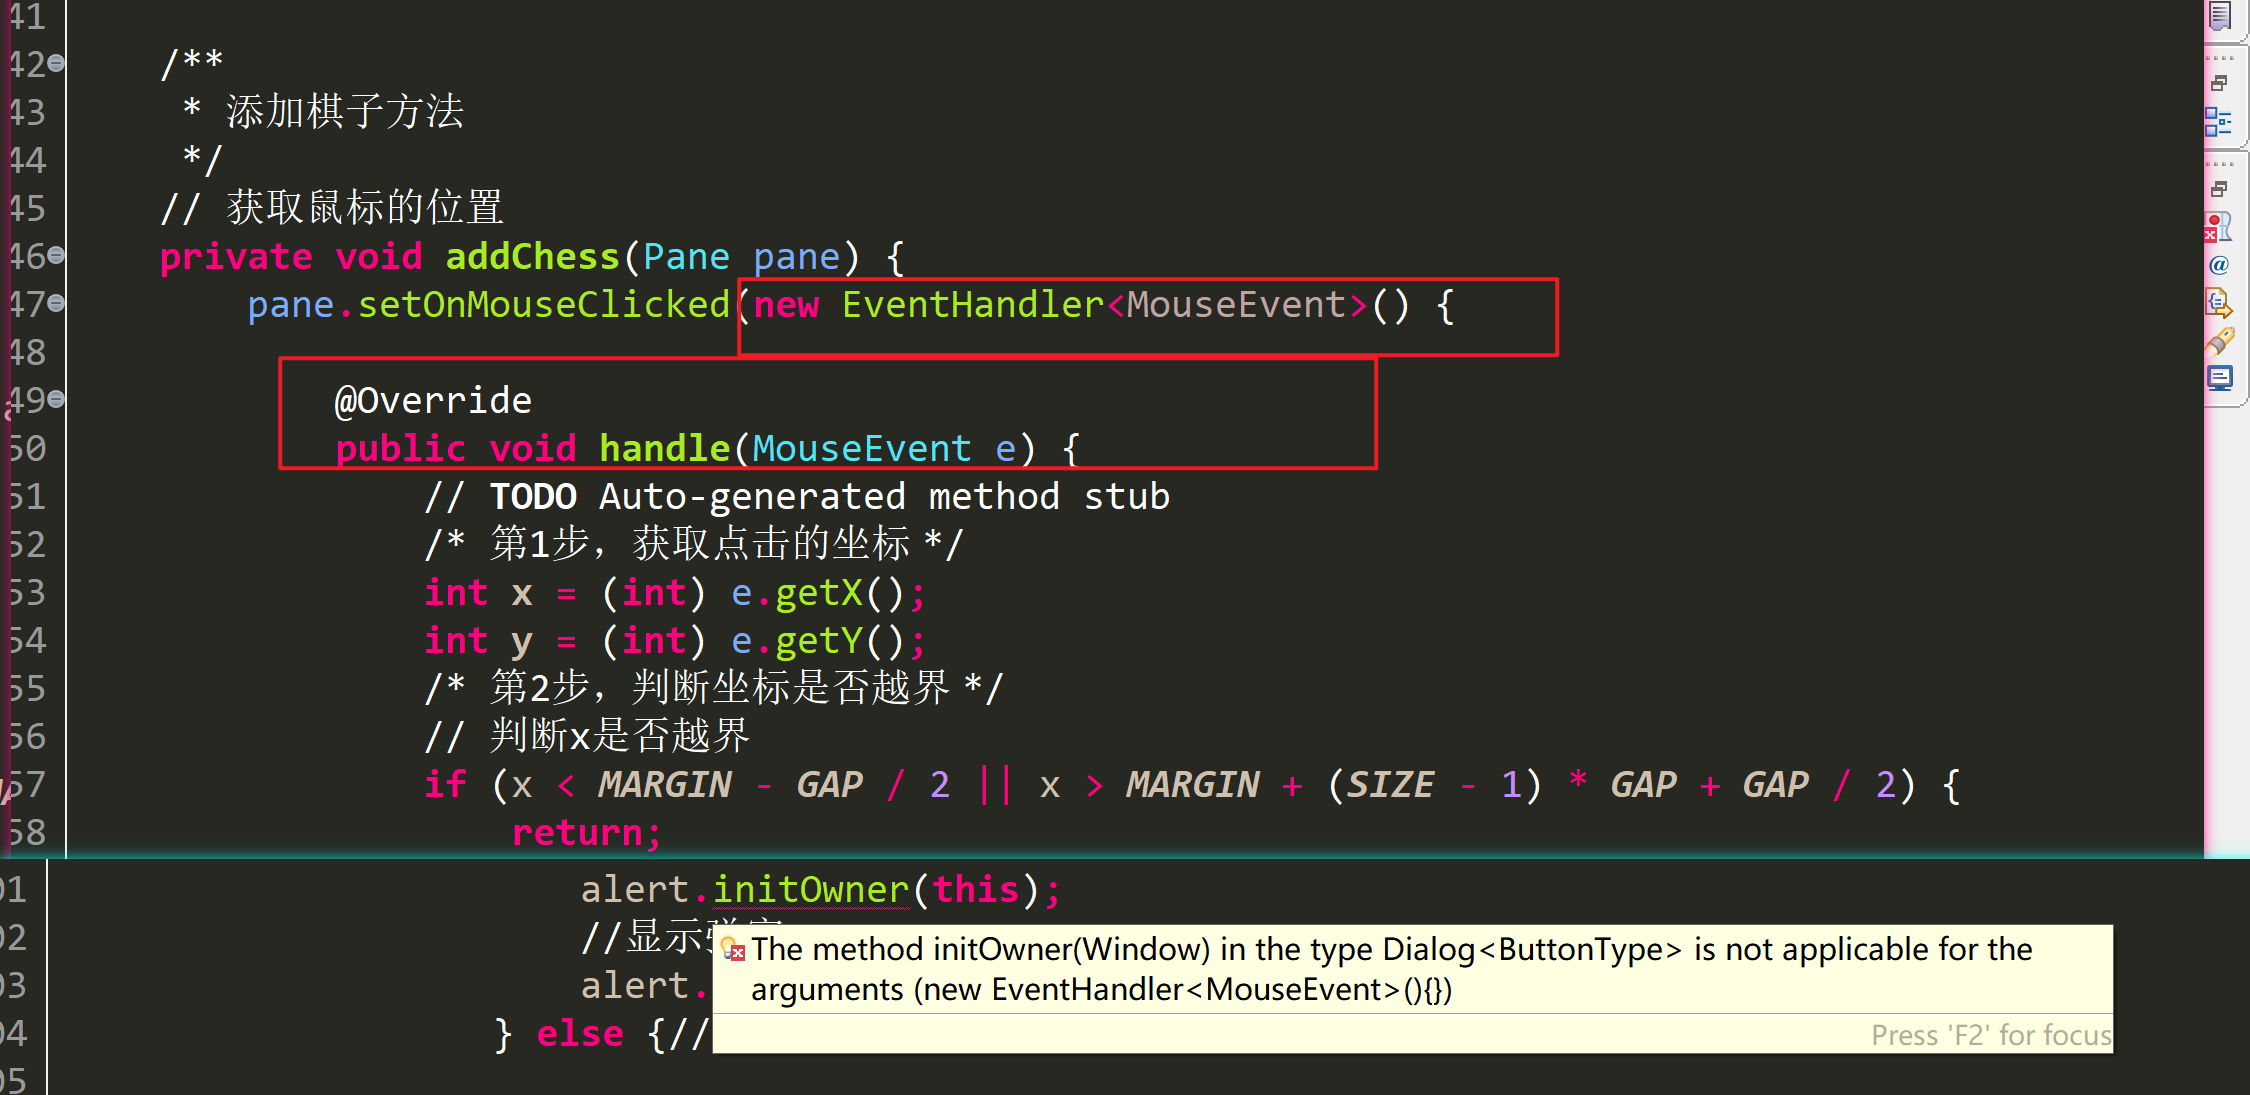 41
42 /**
43 * 添加棋子方法
44 */
45 // 获取鼠标的位置
46 private void addChess(Pane pane) {
47 pane.setOnMouseClicked(new EventHandler<MouseEvent>() {
48
49 @Override
50 public void handle(MouseEvent e) {
51 // TODO Auto-generated method stub
52 /* 第1步，获取点击的坐标 */
53 int x = (int) e.getX();
54 int y = (int) e.getY();
55 /* 第2步，判断坐标是否越界 */
56 // 判断x是否越界
57 if (x < MARGIN - GAP / 2 || x > MARGIN + (SIZE - 1) * GAP + GAP / 2) {
58 return;
01 alert.initOwner(this);
02 //显示弹窗
The method initOwner(Window) in the type Dialog<ButtonType> is not applicable for the
03 alert.
arguments (new EventHandler<MouseEvent>(){})
04 } else {//
Press 'F2' for focus
05